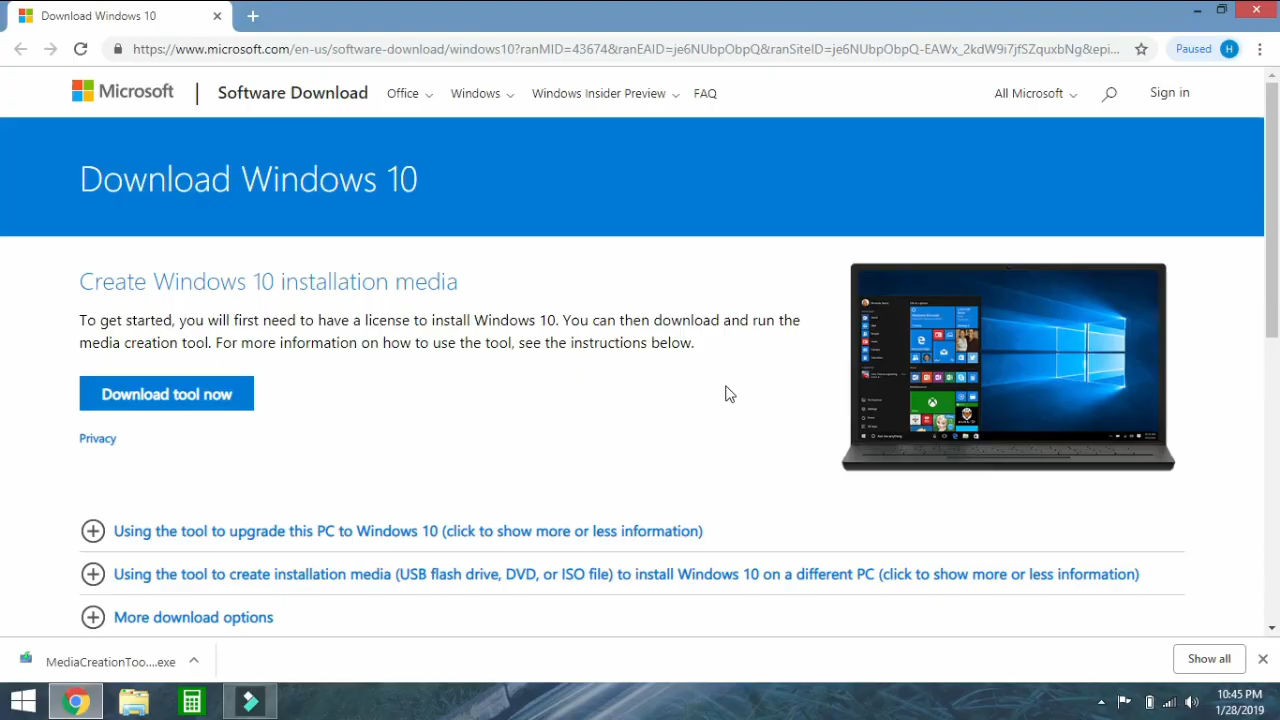 Download Windows 10
https://www.microsoft.com/en-us/software-download/windows10?ranMID=43674&ranEAID=je6NUbpObpQ&ranSiteID=je6NUbpObpQ-EAWx_2kdW9i7jfSZquxbNg&epi...
Paused H
Microsoft | Software Download Office Windows Windows Insider Preview FAQ All Microsoft Sign in
Download Windows 10
Create Windows 10 installation media
To get started, you will first need to have a license to install Windows 10. You can then download and run the
media creation tool. For more information on how to use the tool, see the instructions below.
Download tool now
Privacy
Using the tool to upgrade this PC to Windows 10 (click to show more or less information)
Using the tool to create installation media (USB flash drive, DVD, or ISO file) to install Windows 10 on a different PC (click to show more or less information)
More download options
MediaCreationToo....exe
Show all
10:45 PM
1/28/2019